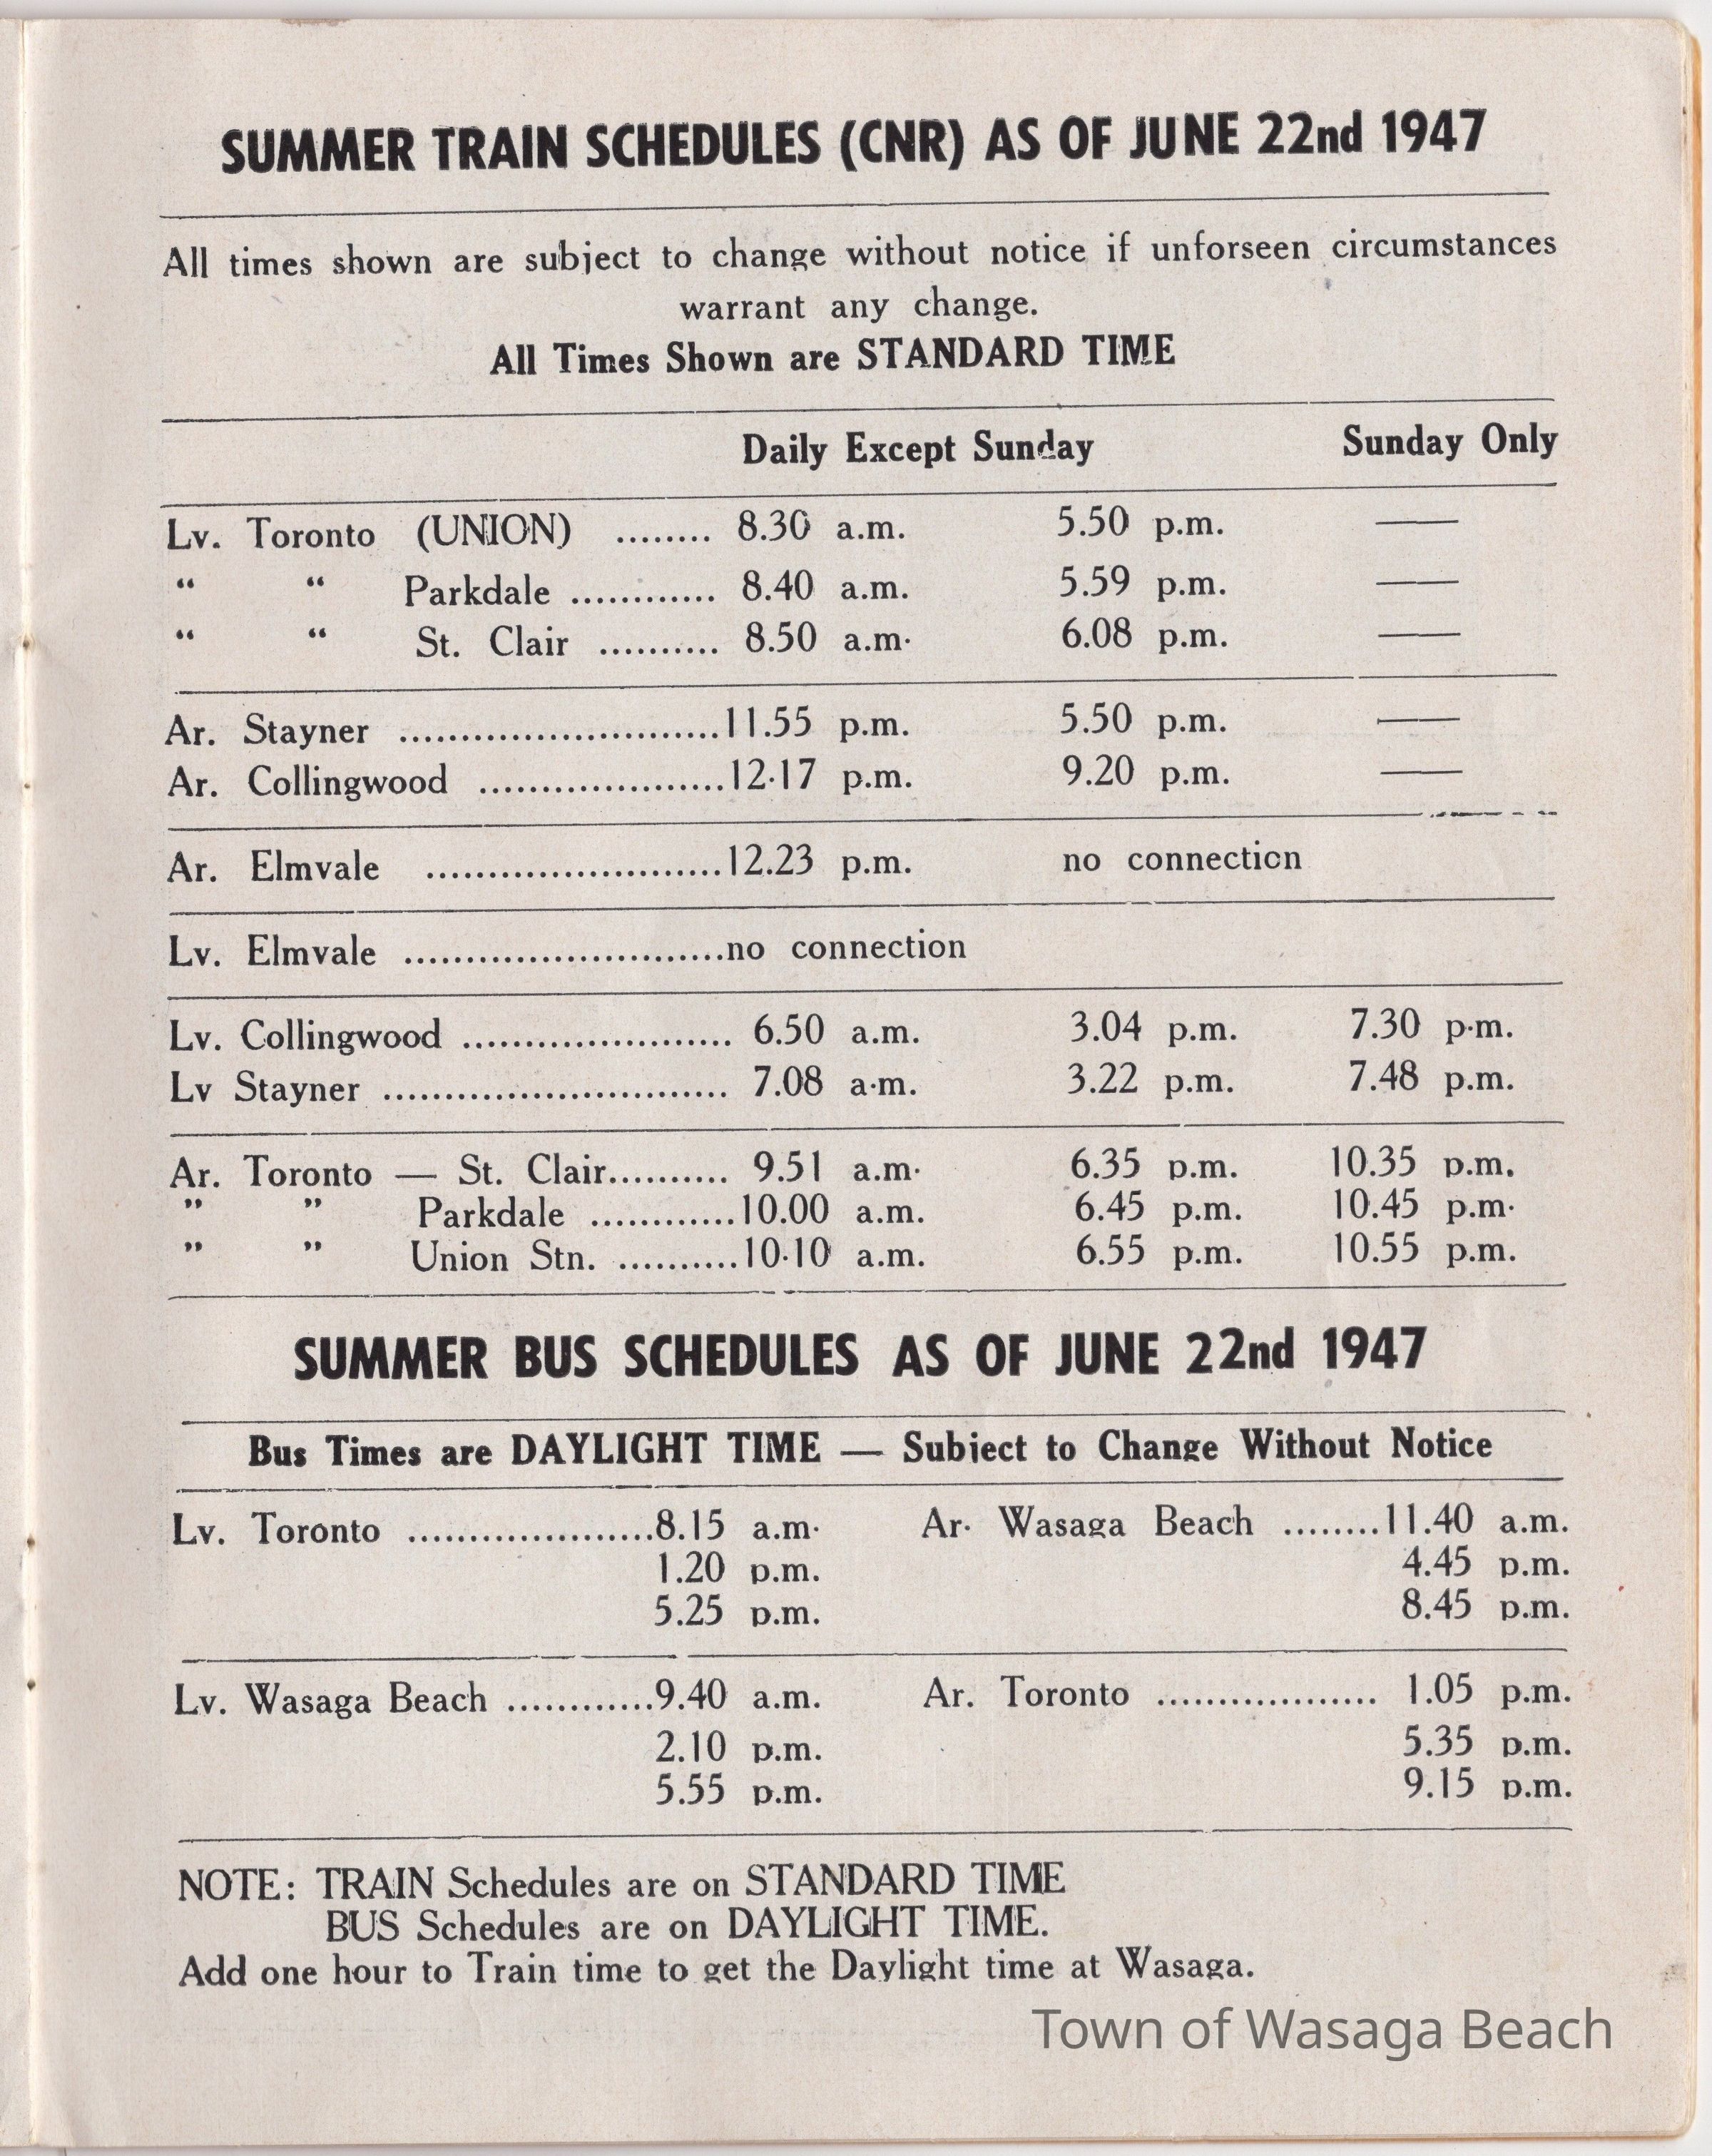 SUMMER TRAIN SCHEDULES (CNR) AS OF JUNE 22nd 1947
All times shown are subject to change without notice if unforseen circumstances
warrant any change.
All Times Shown are STANDARD TIME
Daily Except Sunday Sunday Only
Lv. Toronto (UNION) ........ 8.30 a.m. 5.50 p.m. ——
“ “ Parkdale ............ 8.40 a.m. 5.59 p.m. ——
“ “ St. Clair .......... 8.50 a.m· 6.08 p.m. ——
Ar. Stayner ..........................11.55 p.m. 5.50 p.m. ——
Ar. Collingwood ....................12·17 p.m. 9.20 p.m. ——
Ar. Elmvale ........................12.23 p.m. no connection
Lv. Elmvale ..........................no connection
Lv. Collingwood ...................... 6.50 a.m. 3.04 p.m. 7.30 p·m.
Lv Stayner ............................ 7.08 a·m. 3.22 p.m. 7.48 p.m.
Ar. Toronto — St. Clair.......... 9.51 a.m· 6.35 p.m. 10.35 p.m.
” ” Parkdale ............10.00 a.m. 6.45 p.m. 10.45 p.m·
” ” Union Stn. ..........10·10 a.m. 6.55 p.m. 10.55 p.m.
SUMMER BUS SCHEDULES AS OF JUNE 22nd 1947
Bus Times are DAYLIGHT TIME — Subject to Change Without Notice
Lv. Toronto ....................8.15 a.m· Ar· Wasaga Beach ........11.40 a.m.
1.20 p.m. 4.45 p.m.
5.25 p.m. 8.45 p.m.
Lv. Wasaga Beach ............9.40 a.m. Ar. Toronto .................. 1.05 p.m.
2.10 p.m. 5.35 p.m.
5.55 p.m. 9.15 p.m.
NOTE: TRAIN Schedules are on STANDARD TIME
BUS Schedules are on DAYLIGHT TIME.
Add one hour to Train time to get the Daylight time at Wasaga.
Town of Wasaga Beach